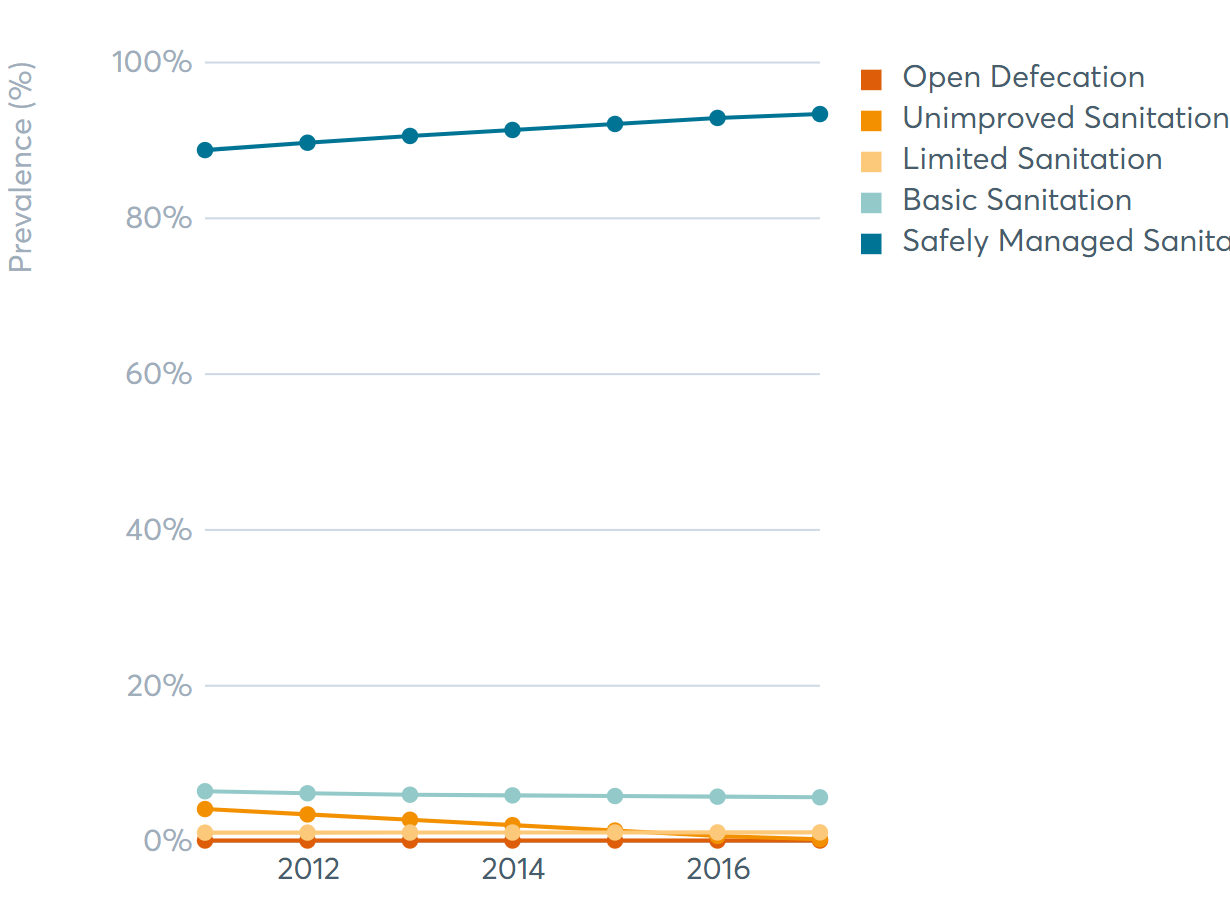 Prevalence (%)
100%
80%
60%
40%
20%
0%
2012
2014
2016
Open Defecation
Unimproved Sanitation
Limited Sanitation
Basic Sanitation
Safely Managed Sanita